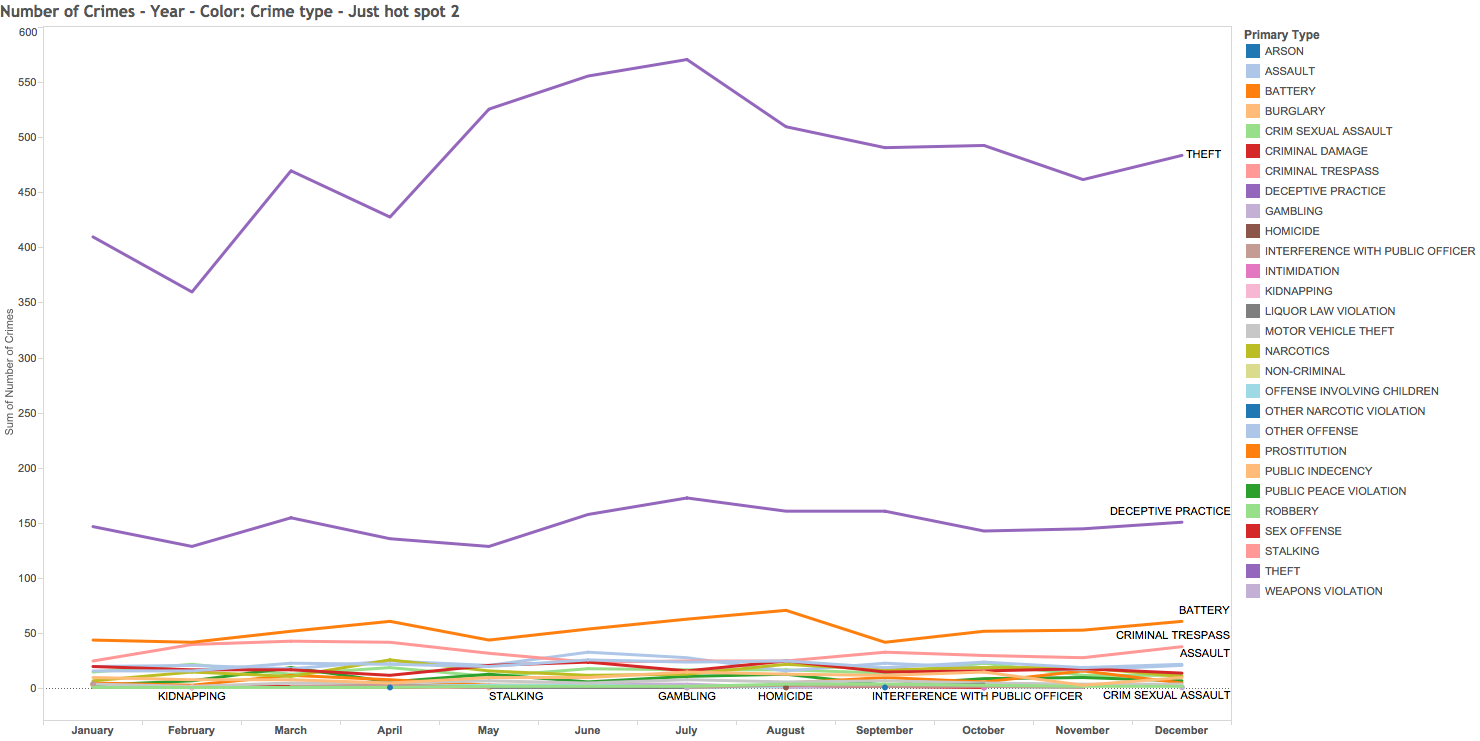 Number of Crimes - Year - Color: Crime type - Just hot spot 2
Sum of Number of Crimes
600
550
500
450
400
350
300
250
200
150
100
50
0
THEFT
DECEPTIVE PRACTICE
BATTERY
CRIMINAL TRESPASS
ASSAULT
KIDNAPPING STALKING GAMBLING HOMICIDE INTERFERENCE WITH PUBLIC OFFICER CRIM SEXUAL ASSAULT
January February March April May June July August September October November December
Primary Type
ARSON
ASSAULT
BATTERY
BURGLARY
CRIM SEXUAL ASSAULT
CRIMINAL DAMAGE
CRIMINAL TRESPASS
DECEPTIVE PRACTICE
GAMBLING
HOMICIDE
INTERFERENCE WITH PUBLIC OFFICER
INTIMIDATION
KIDNAPPING
LIQUOR LAW VIOLATION
MOTOR VEHICLE THEFT
NARCOTICS
NON-CRIMINAL
OFFENSE INVOLVING CHILDREN
OTHER NARCOTIC VIOLATION
OTHER OFFENSE
PROSTITUTION
PUBLIC INDECENCY
PUBLIC PEACE VIOLATION
ROBBERY
SEX OFFENSE
STALKING
THEFT
WEAPONS VIOLATION